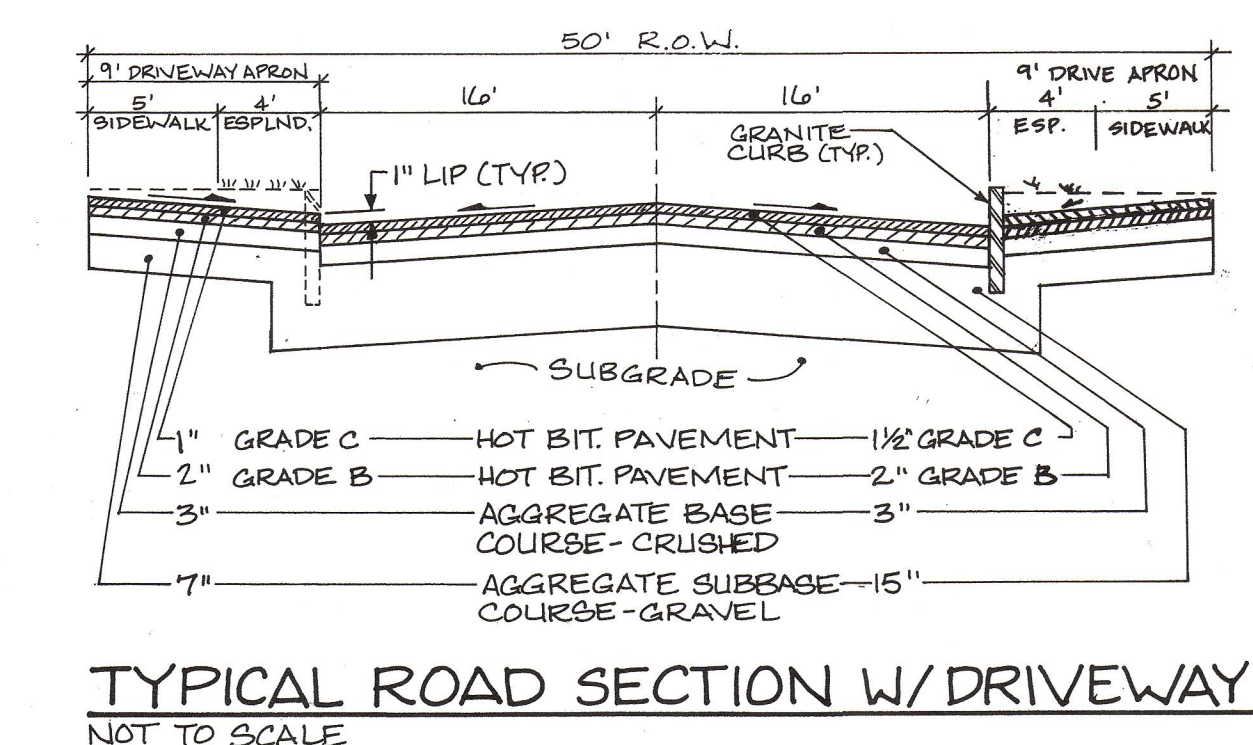 50' R.O.W.
9' DRIVEWAY APRON
9' DRIVE APRON
5'
4'
16'
16'
4'
5'
SIDEWALK
ESPLND.
ESP.
SIDEWALK
GRANITE
CURB (TYP.)
1" LIP (TYP.)
SUBGRADE
1" GRADE C HOT BIT. PAVEMENT 1½" GRADE C
2" GRADE B HOT BIT. PAVEMENT 2" GRADE B
3" AGGREGATE BASE 3"
COURSE-CRUSHED
7" AGGREGATE SUBBASE 15"
COURSE-GRAVEL
TYPICAL ROAD SECTION W/DRIVEWAY
NOT TO SCALE